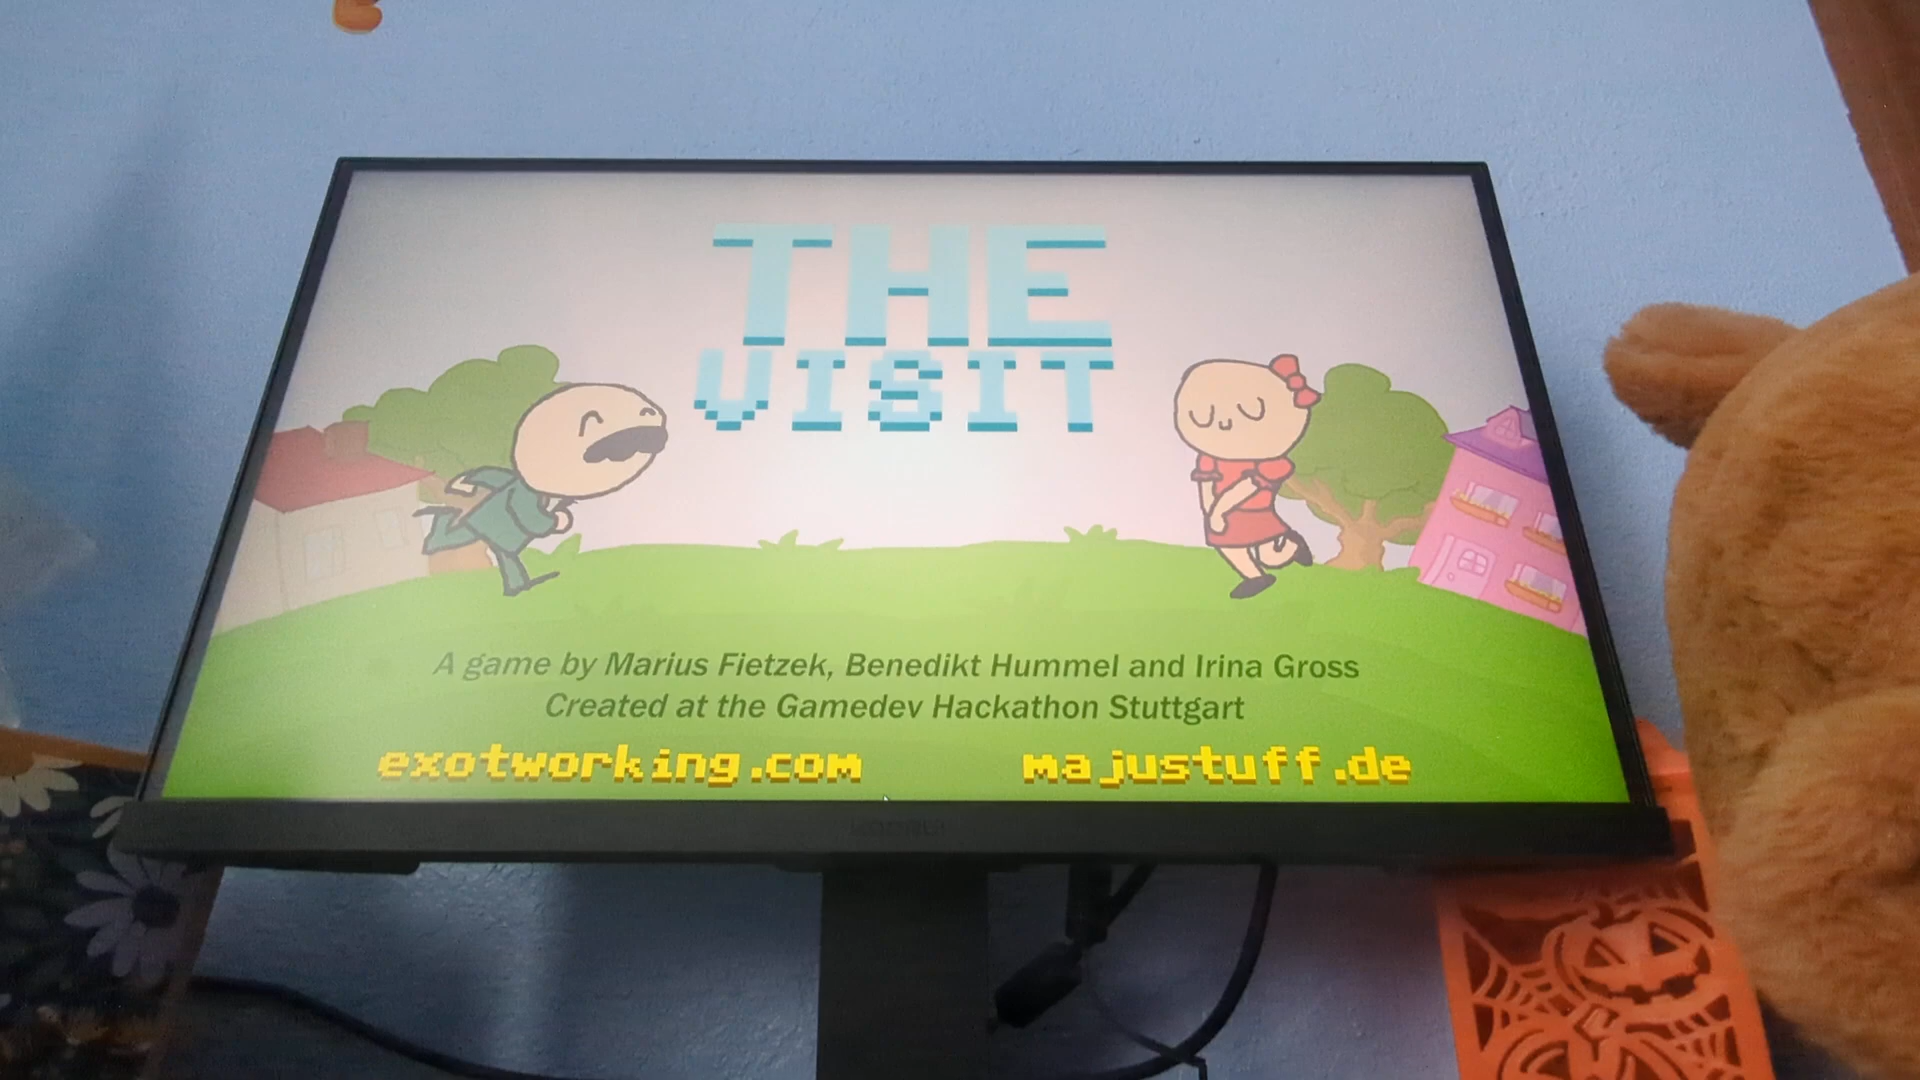 THE
VISIT
A game by Marius Fietzek, Benedikt Hummel and Irina Gross
Created at the Gamedev Hackathon Stuttgart
exotworking.com
majustuff.de